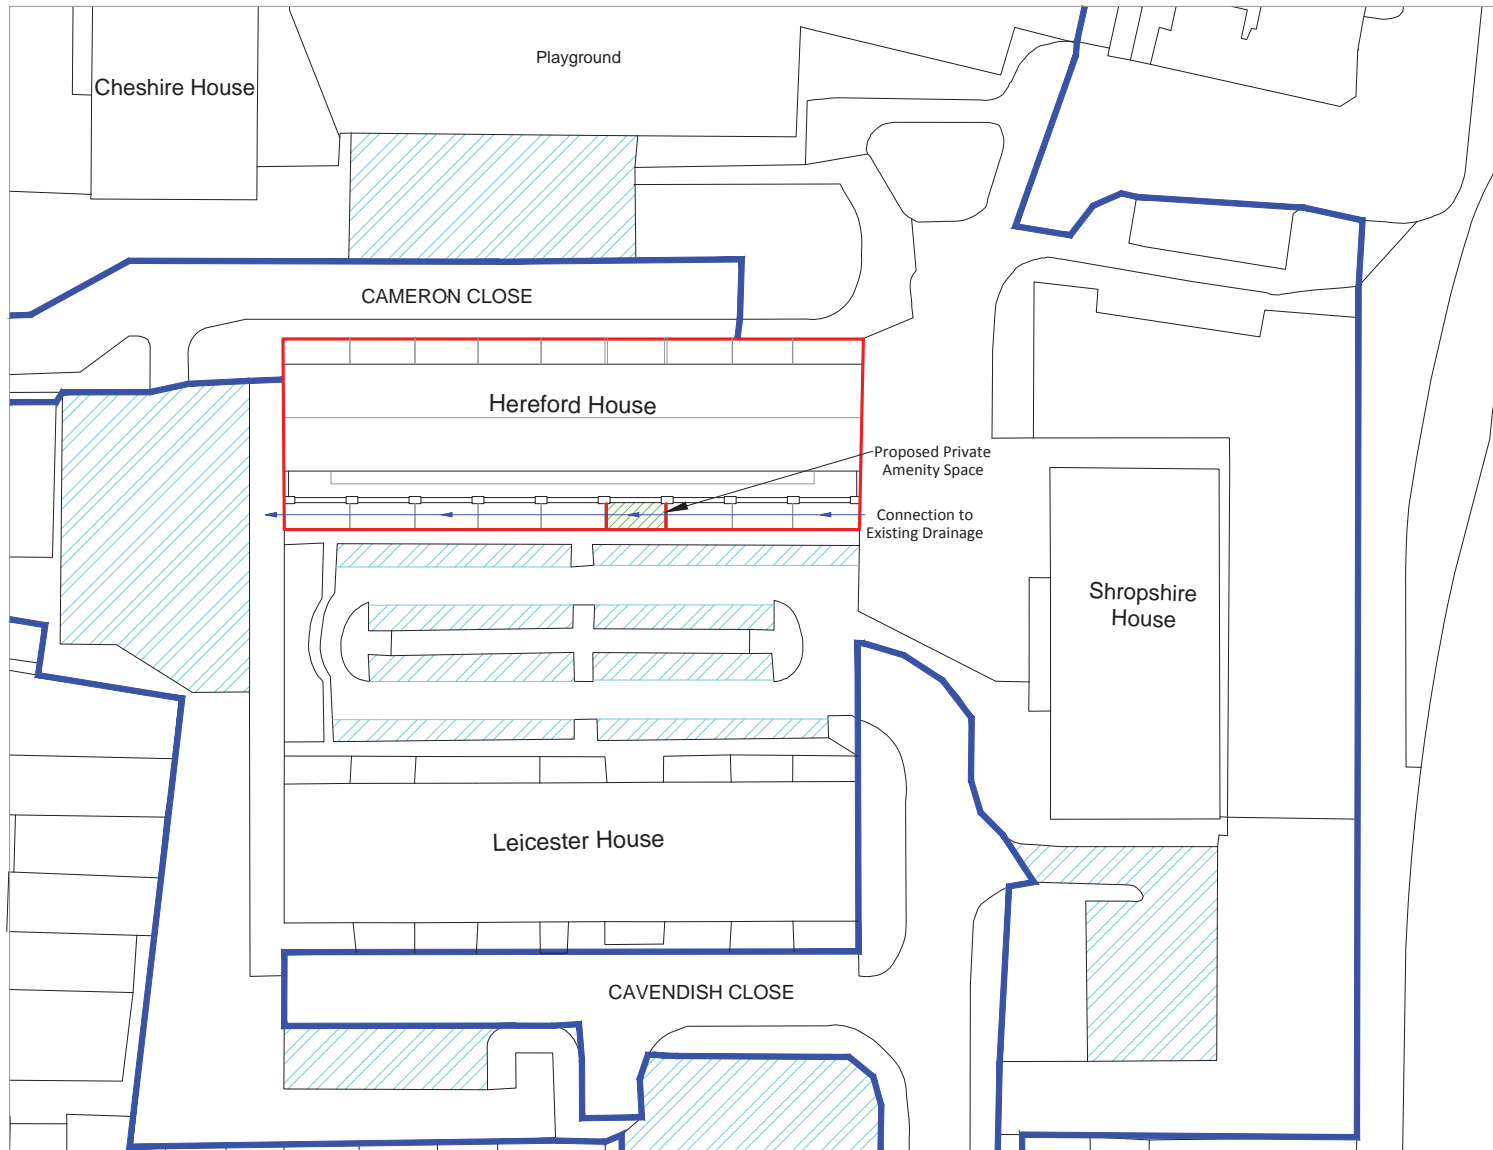 Playground
Cheshire House
CAMERON CLOSE
Hereford House
Proposed Private
Amenity Space
Connection to
Existing Drainage
Shropshire
House
Leicester House
CAVENDISH CLOSE